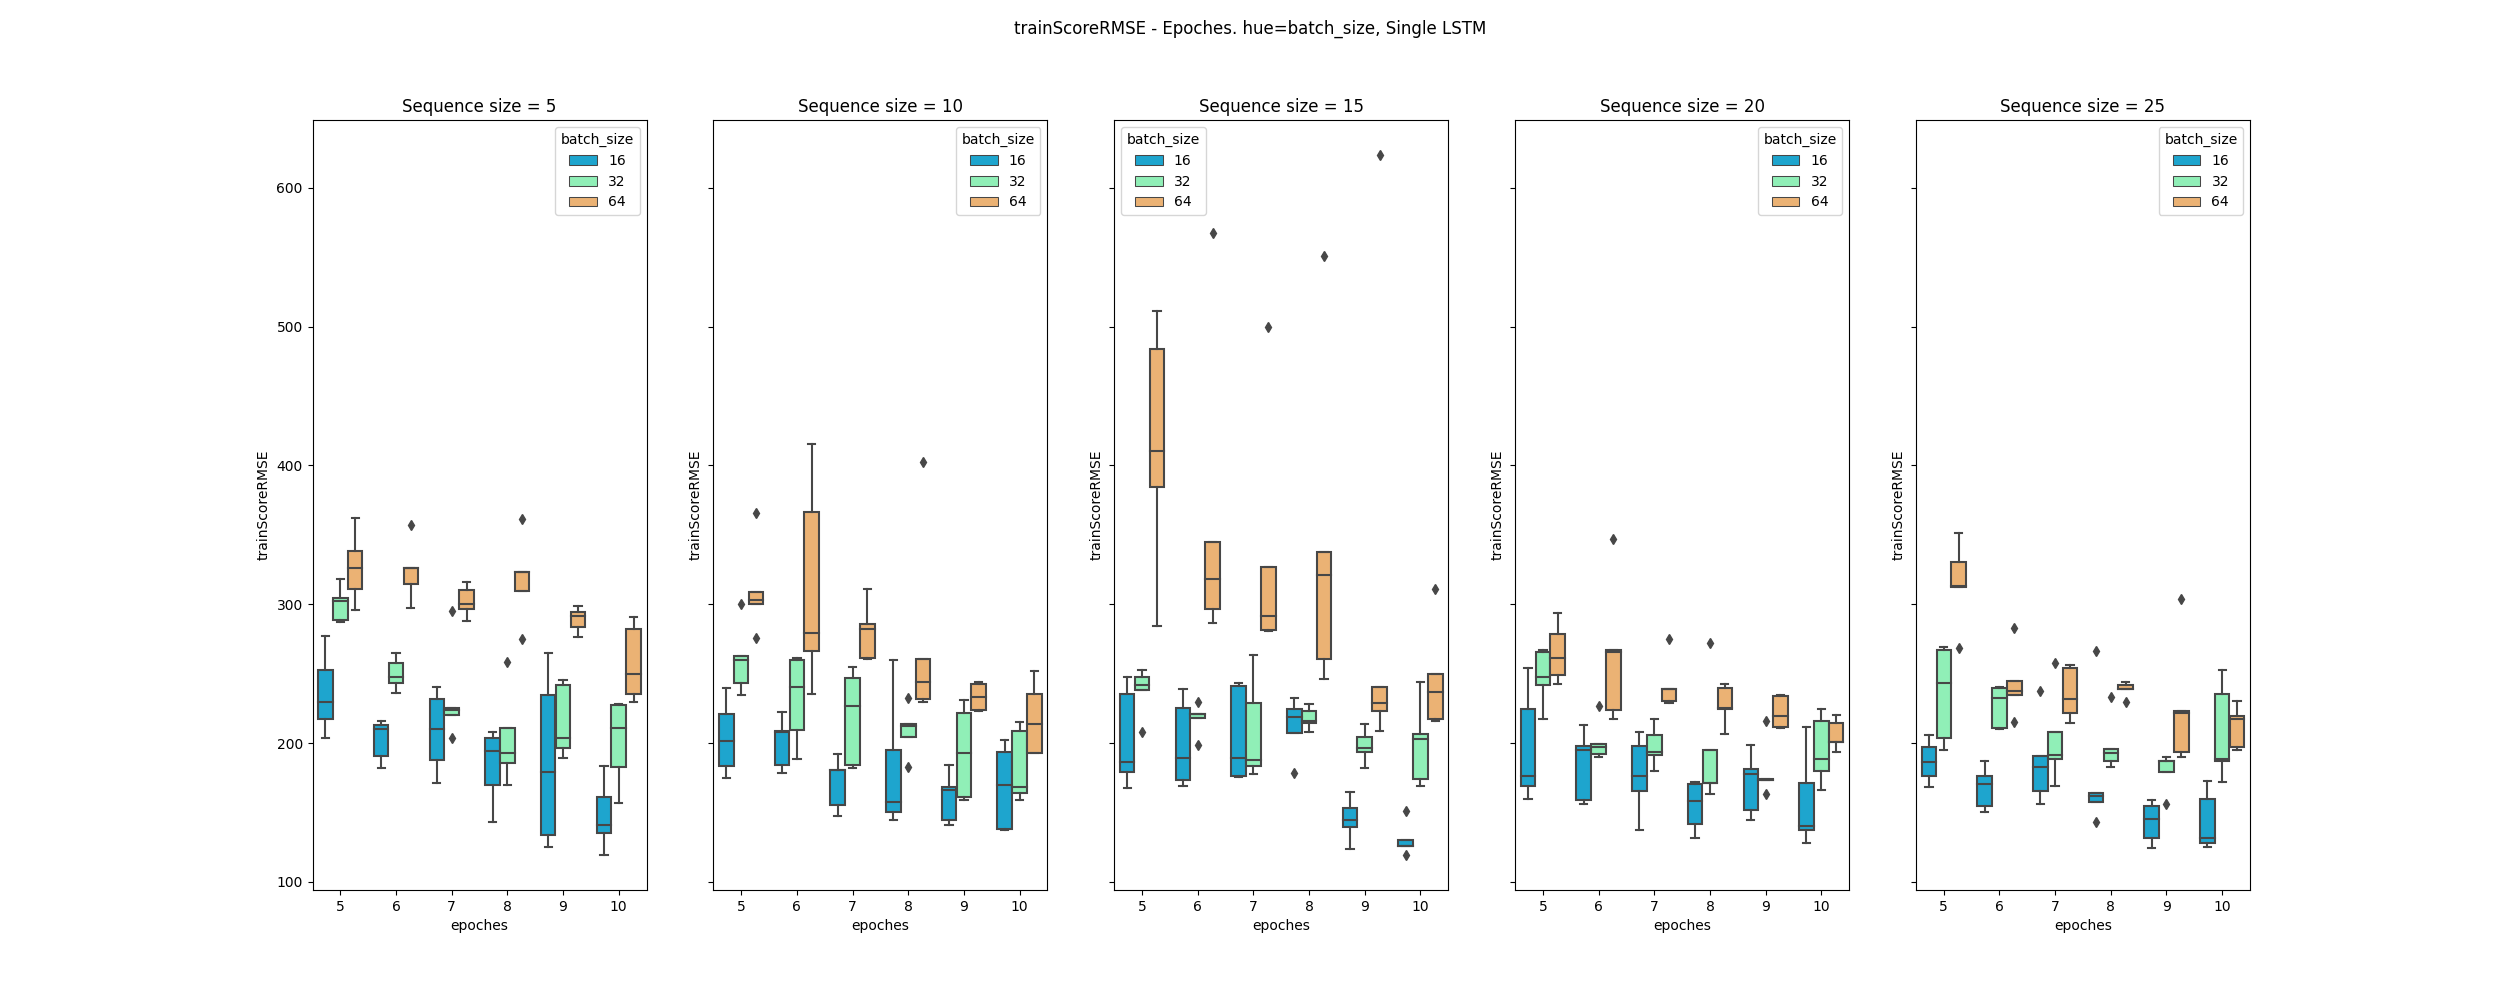 trainScoreRMSE - Epoches. hue=batch_size, Single LSTM
Sequence size = 5
batch_size
16
32
64
600
500
400
300
200
100
trainScoreRMSE
5 6 7 8 9 10
epoches
Sequence size = 10
batch_size
16
32
64
trainScoreRMSE
5 6 7 8 9 10
epoches
Sequence size = 15
batch_size
16
32
64
trainScoreRMSE
5 6 7 8 9 10
epoches
Sequence size = 20
batch_size
16
32
64
trainScoreRMSE
5 6 7 8 9 10
epoches
Sequence size = 25
batch_size
16
32
64
trainScoreRMSE
5 6 7 8 9 10
epoches